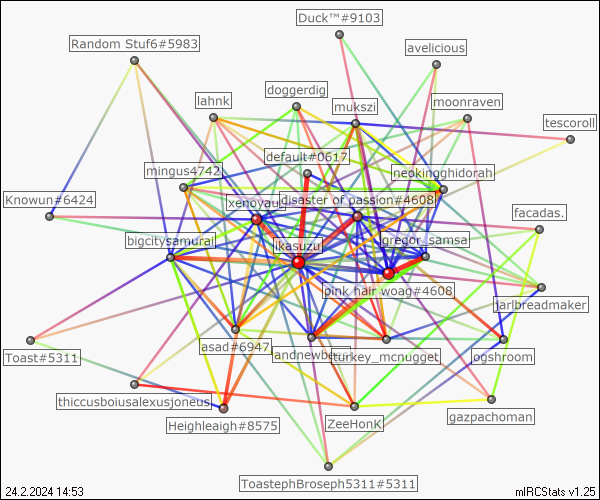 Duck™#9103
Random Stuf6#5983
avelicious
doggerdig
lahnk
mukszi
moonraven
tescoroll
default#0617
mingus4742
neokingghidorah
Knowun#6424
xenoyau
disaster of passion#4608
facadas.
bigcitysamurai
ikasuzu
gregor_samsa
pink hair woag#4608
jarlbreadmaker
asad#6947
andnewb
turkey_mcnugget
ogshroom
Toast#5311
thiccusboiusalexusjoneus
Heighleaigh#8575
ZeeHonK
gazpachoman
ToastephBroseph5311#5311
24.2.2024 14:53
mIRCStats v1.25